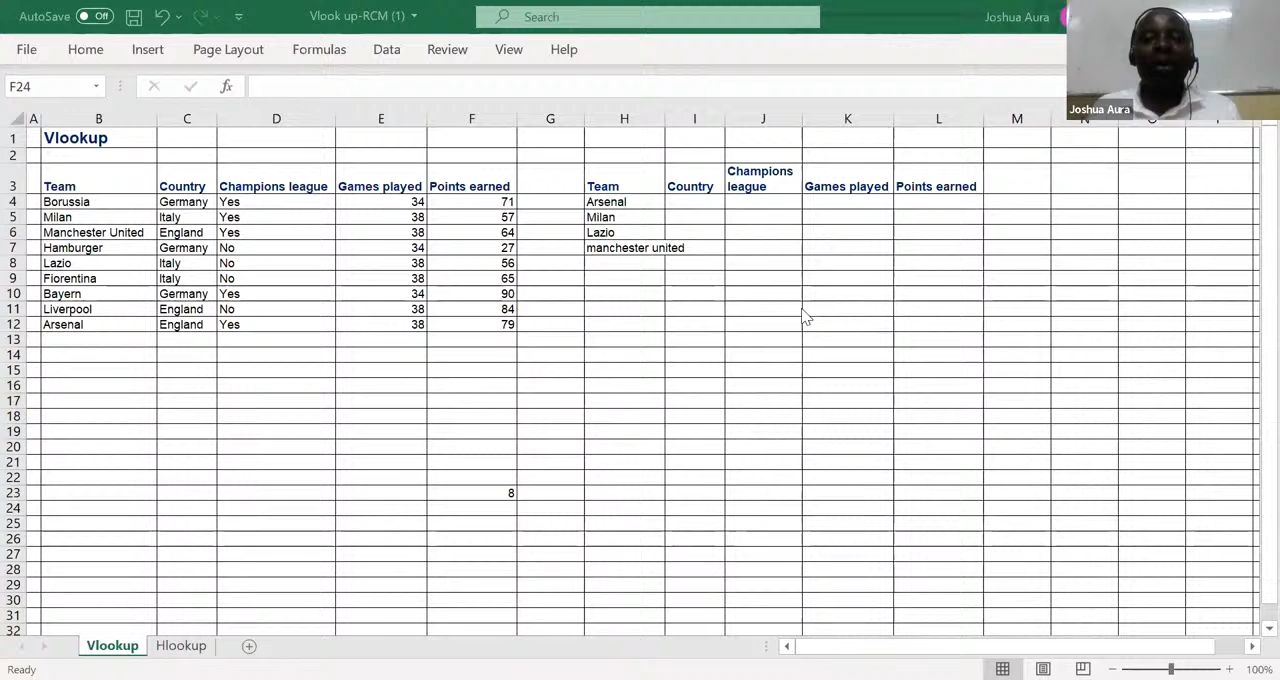 AutoSave Off Vlook up-RCM (1) Search Joshua Aura
File Home Insert Page Layout Formulas Data Review View Help
F24 fx
Joshua Aura
A B C D E F G H I J K L M
1 Vlookup
2
3 Team Country Champions league Games played Points earned Team Country Champions league Games played Points earned
4 Borussia Germany Yes 34 71 Arsenal
5 Milan Italy Yes 38 57 Milan
6 Manchester United England Yes 38 64 Lazio
7 Hamburger Germany No 34 27 manchester united
8 Lazio Italy No 38 56
9 Fiorentina Italy No 38 65
10 Bayern Germany Yes 34 90
11 Liverpool England No 38 84
12 Arsenal England Yes 38 79
13
14
15
16
17
18
19
20
21
22
23 8
24
25
26
27
28
29
30
31
32
Vlookup Hlookup
Ready 100%